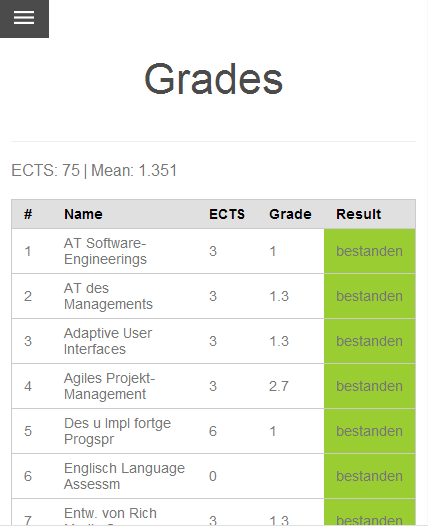 Grades
ECTS: 75 | Mean: 1.351
# Name ECTS Grade Result
AT Software-
1 Engineerings 3 1 bestanden
AT des
2 Managements 3 1.3 bestanden
Adaptive User
3 Interfaces 3 1.3 bestanden
Agiles Projekt-
4 Management 3 2.7 bestanden
Des u Impl fortge
5 Progspr 6 1 bestanden
Englisch Language
6 Assessm 0 bestanden
Entw. von Rich
7 3 1.3 bestanden